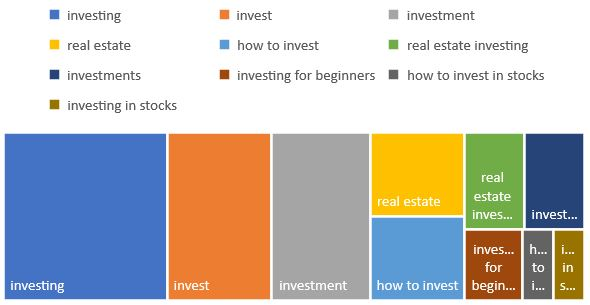 investing
invest
investment
real estate
how to invest
real estate investing
investments
investing for beginners
how to invest in stocks
investing in stocks
investing
invest
investment
real estate
how to invest
real
estate
inves...
invest...
inves...
for
begin...
h...
to
i...
i...
in
s...